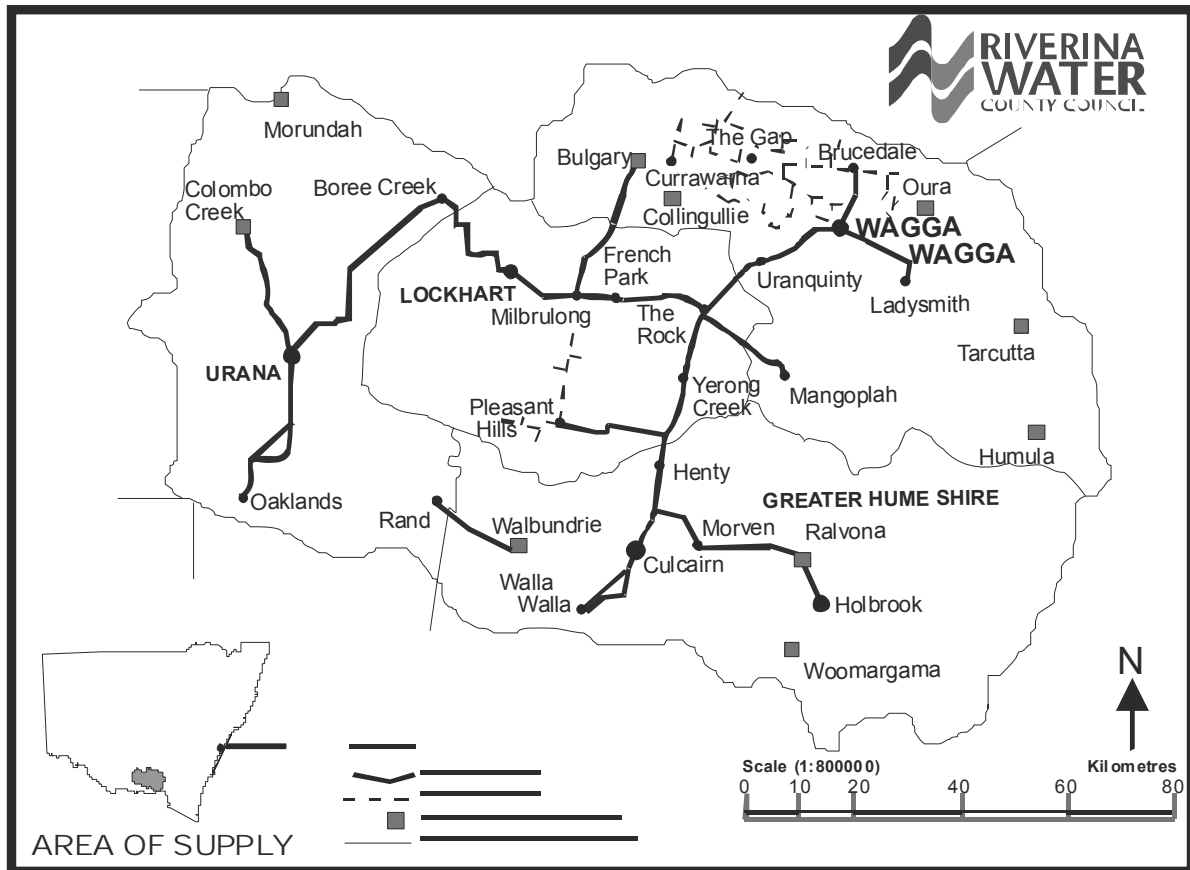 RIVERINA
WATER
COUNTY COUNCIL
Morundah
The Gap
Bulgary
Brucedale
Boree Creek
Colombo
Creek
Currawarna
Oura
Collingullie
WAGGA
WAGGA
French
Park
Uranquinty
LOCKHART
Ladysmith
Milbrulong
The
Rock
Tarcutta
URANA
Yerong
Creek
Mangoplah
Pleasant
Hills
Humula
Henty
Oaklands
GREATER HUME SHIRE
Rand
Walbundrie
Morven
Ralvona
Culcairn
Walla
Walla
Holbrook
Woomargama
N
Scale (1:800000)
Kilometres
0 10 20 40 60 80
AREA OF SUPPLY